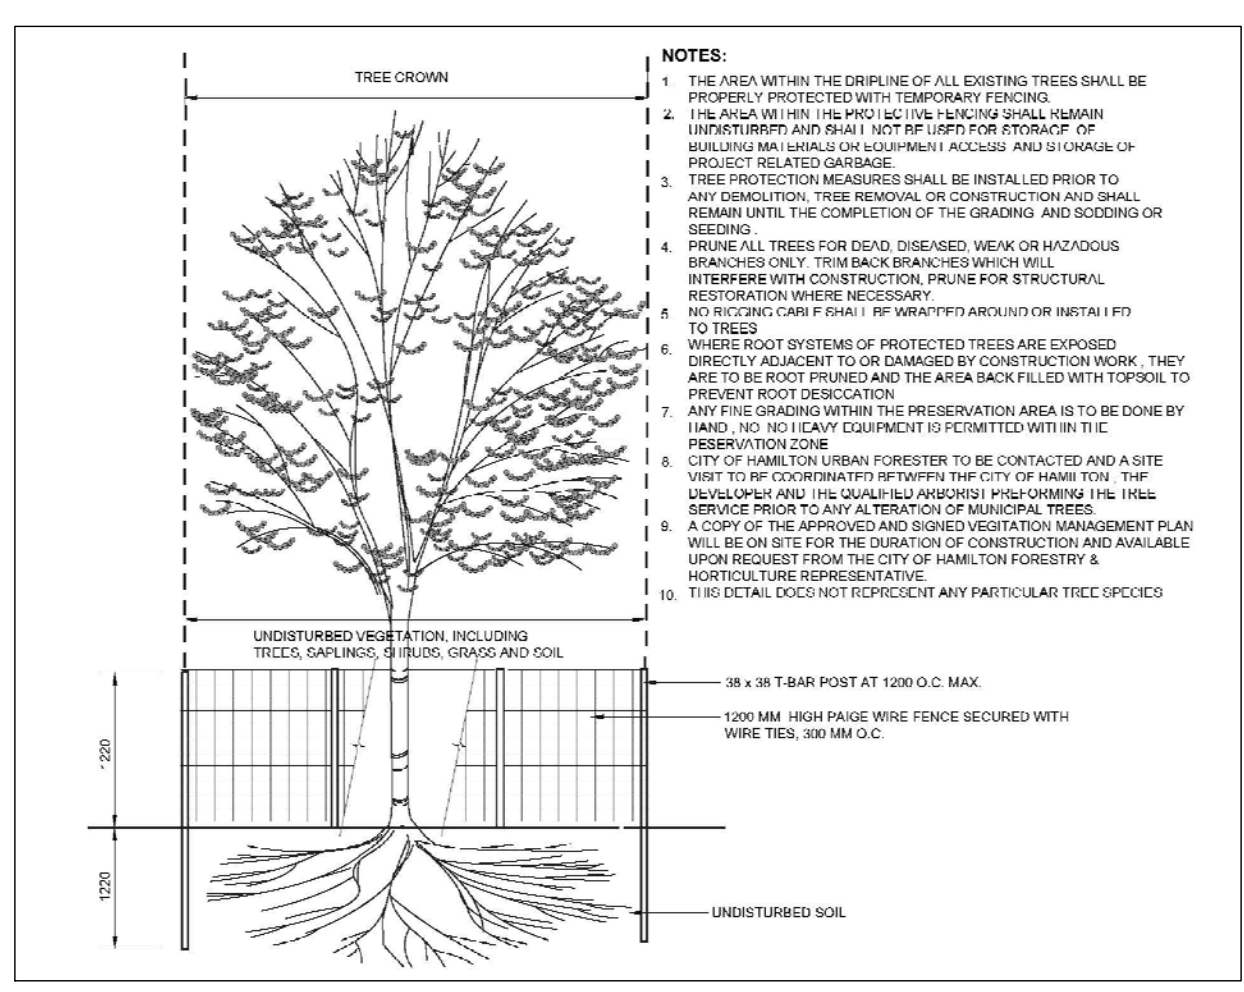 TREE CROWN
NOTES:
1. THE AREA WITHIN THE DRIPLINE OF ALL EXISTING TREES SHALL BE
PROPERLY PROTECTED WITH TEMPORARY FENCING.
2. THE AREA WITHIN THE PROTECTIVE FENCING SHALL REMAIN
UNDISTURBED AND SHALL NOT BE USED FOR STORAGE OF
BUILDING MATERIALS OR EQUIPMENT ACCESS AND STORAGE OF
PROJECT RELATED GARBAGE.
3. TREE PROTECTION MEASURES SHALL BE INSTALLED PRIOR TO
ANY DEMOLITION, TREE REMOVAL OR CONSTRUCTION AND SHALL
REMAIN UNTIL THE COMPLETION OF THE GRADING AND SODDING OR
SEEDING .
4. PRUNE ALL TREES FOR DEAD, DISEASED, WEAK OR HAZADOUS
BRANCHES ONLY. TRIM BACK BRANCHES WHICH WILL
INTERFERE WITH CONSTRUCTION, PRUNE FOR STRUCTURAL
RESTORATION WHERE NECESSARY.
5. NO RIGGING CABLE SHALL BE WRAPPED AROUND OR INSTALLED
TO TREES
6. WHERE ROOT SYSTEMS OF PROTECTED TREES ARE EXPOSED
DIRECTLY ADJACENT TO OR DAMAGED BY CONSTRUCTION WORK , THEY
ARE TO BE ROOT PRUNED AND THE AREA BACK FILLED WITH TOPSOIL TO
PREVENT ROOT DESICCATION
7. ANY FINE GRADING WITHIN THE PRESERVATION AREA IS TO BE DONE BY
HAND , NO NO HEAVY EQUIPMENT IS PERMITTED WITHIN THE
PESERVATION ZONE
8. CITY OF HAMILTON URBAN FORESTER TO BE CONTACTED AND A SITE
VISIT TO BE COORDINATED BETWEEN THE CITY OF HAMILTON , THE
DEVELOPER AND THE QUALIFIED ARBORIST PREFORMING THE TREE
SERVICE PRIOR TO ANY ALTERATION OF MUNICIPAL TREES.
9. A COPY OF THE APPROVED AND SIGNED VEGITATION MANAGEMENT PLAN
WILL BE ON SITE FOR THE DURATION OF CONSTRUCTION AND AVAILABLE
UPON REQUEST FROM THE CITY OF HAMILTON FORESTRY &
HORTICULTURE REPRESENTATIVE.
10. THIS DETAIL DOES NOT REPRESENT ANY PARTICULAR TREE SPECIES
UNDISTURBED VEGETATION, INCLUDING
TREES, SAPLINGS, SHRUBS, GRASS AND SOIL
38 x 38 T-BAR POST AT 1200 O.C. MAX.
1200 MM HIGH PAIGE WIRE FENCE SECURED WITH
WIRE TIES, 300 MM O.C.
1220
1220
UNDISTURBED SOIL